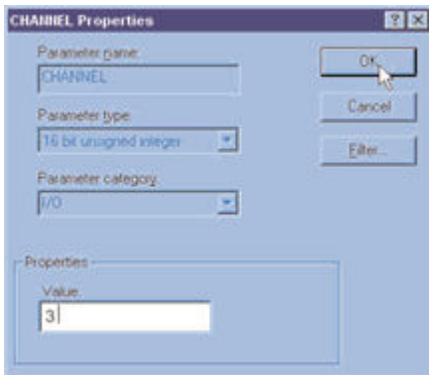 CHANNEL Properties
Parameter name:
CHANNEL
OK
Parameter type:
16 bit unsigned integer
Cancel
Parameter category:
I/O
Filter...
Properties
Value:
3